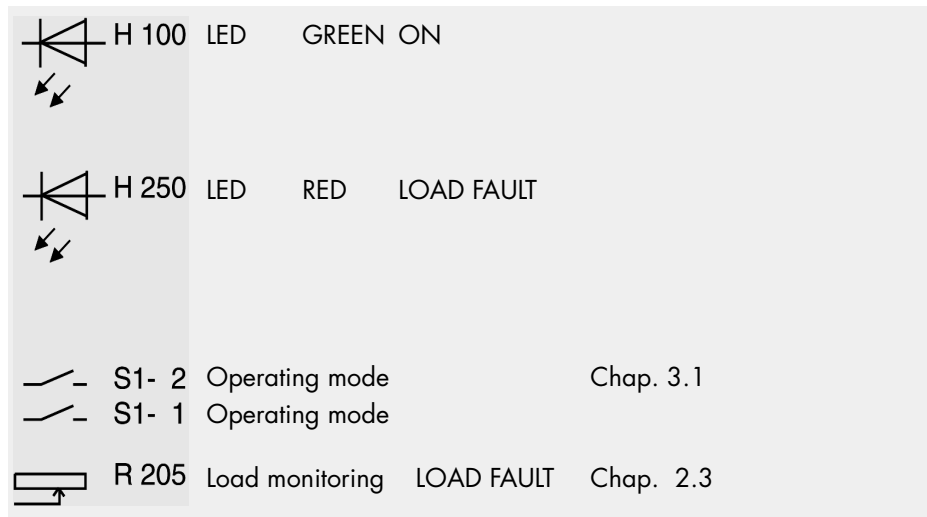 H 100 LED GREEN ON
H 250 LED RED LOAD FAULT
S1- 2 Operating mode Chap. 3.1
S1- 1 Operating mode
R 205 Load monitoring LOAD FAULT Chap. 2.3